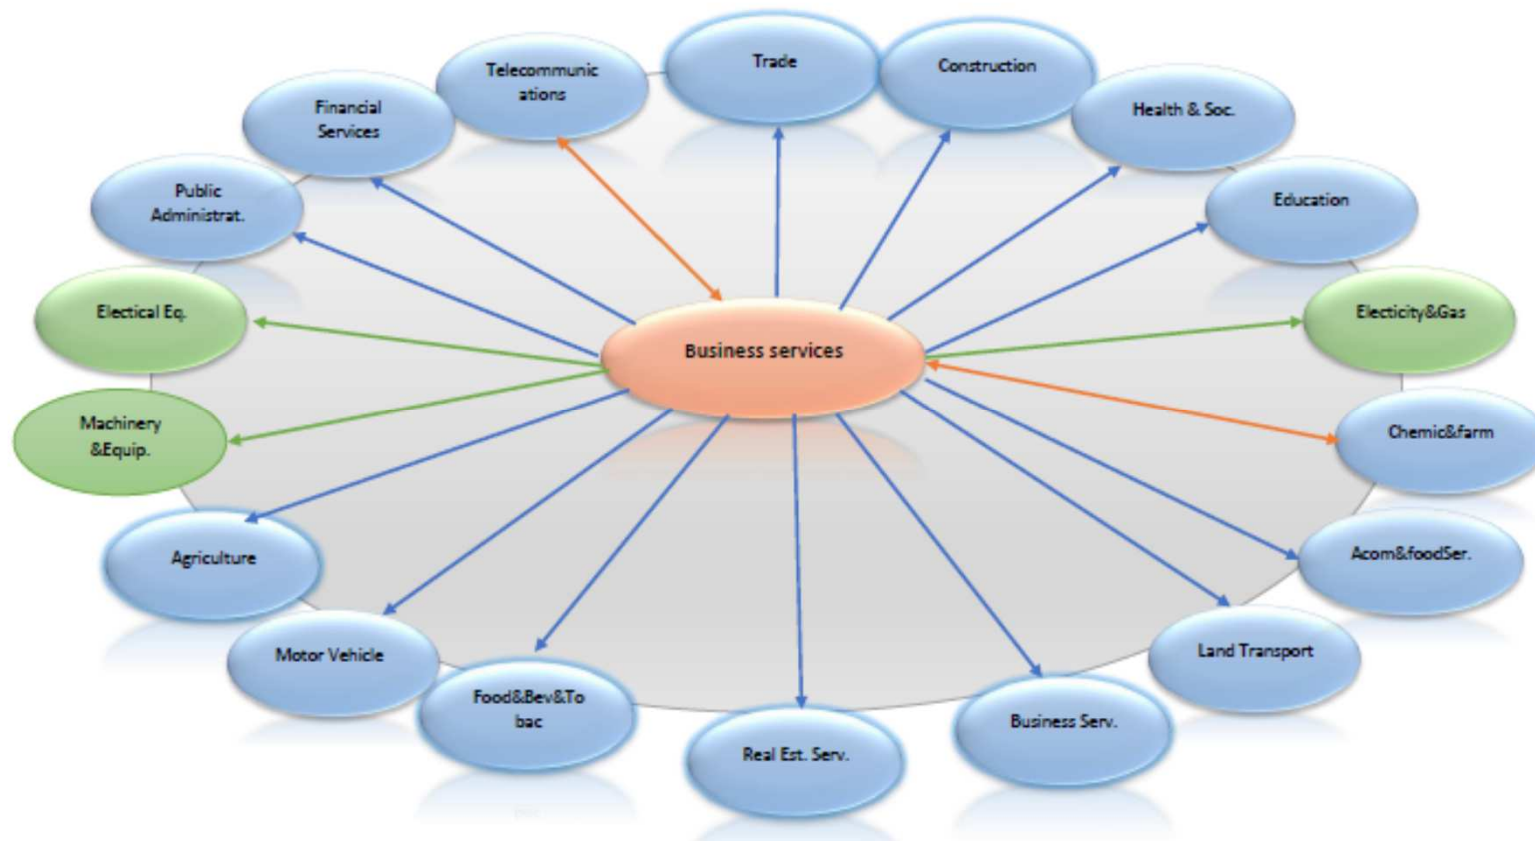 Trade
Construction
Telecommunic
ations
Health & Soc.
Financial
Services
Public
Administrat.
Education
Electical Eq.
Electicity&Gas
Business services
Machinery
&Equip.
Chemic&farm
Agriculture
Acom&foodSer.
Motor Vehicle
Land Transport
Food&Bev&To
bac
Business Serv.
Real Est. Serv.